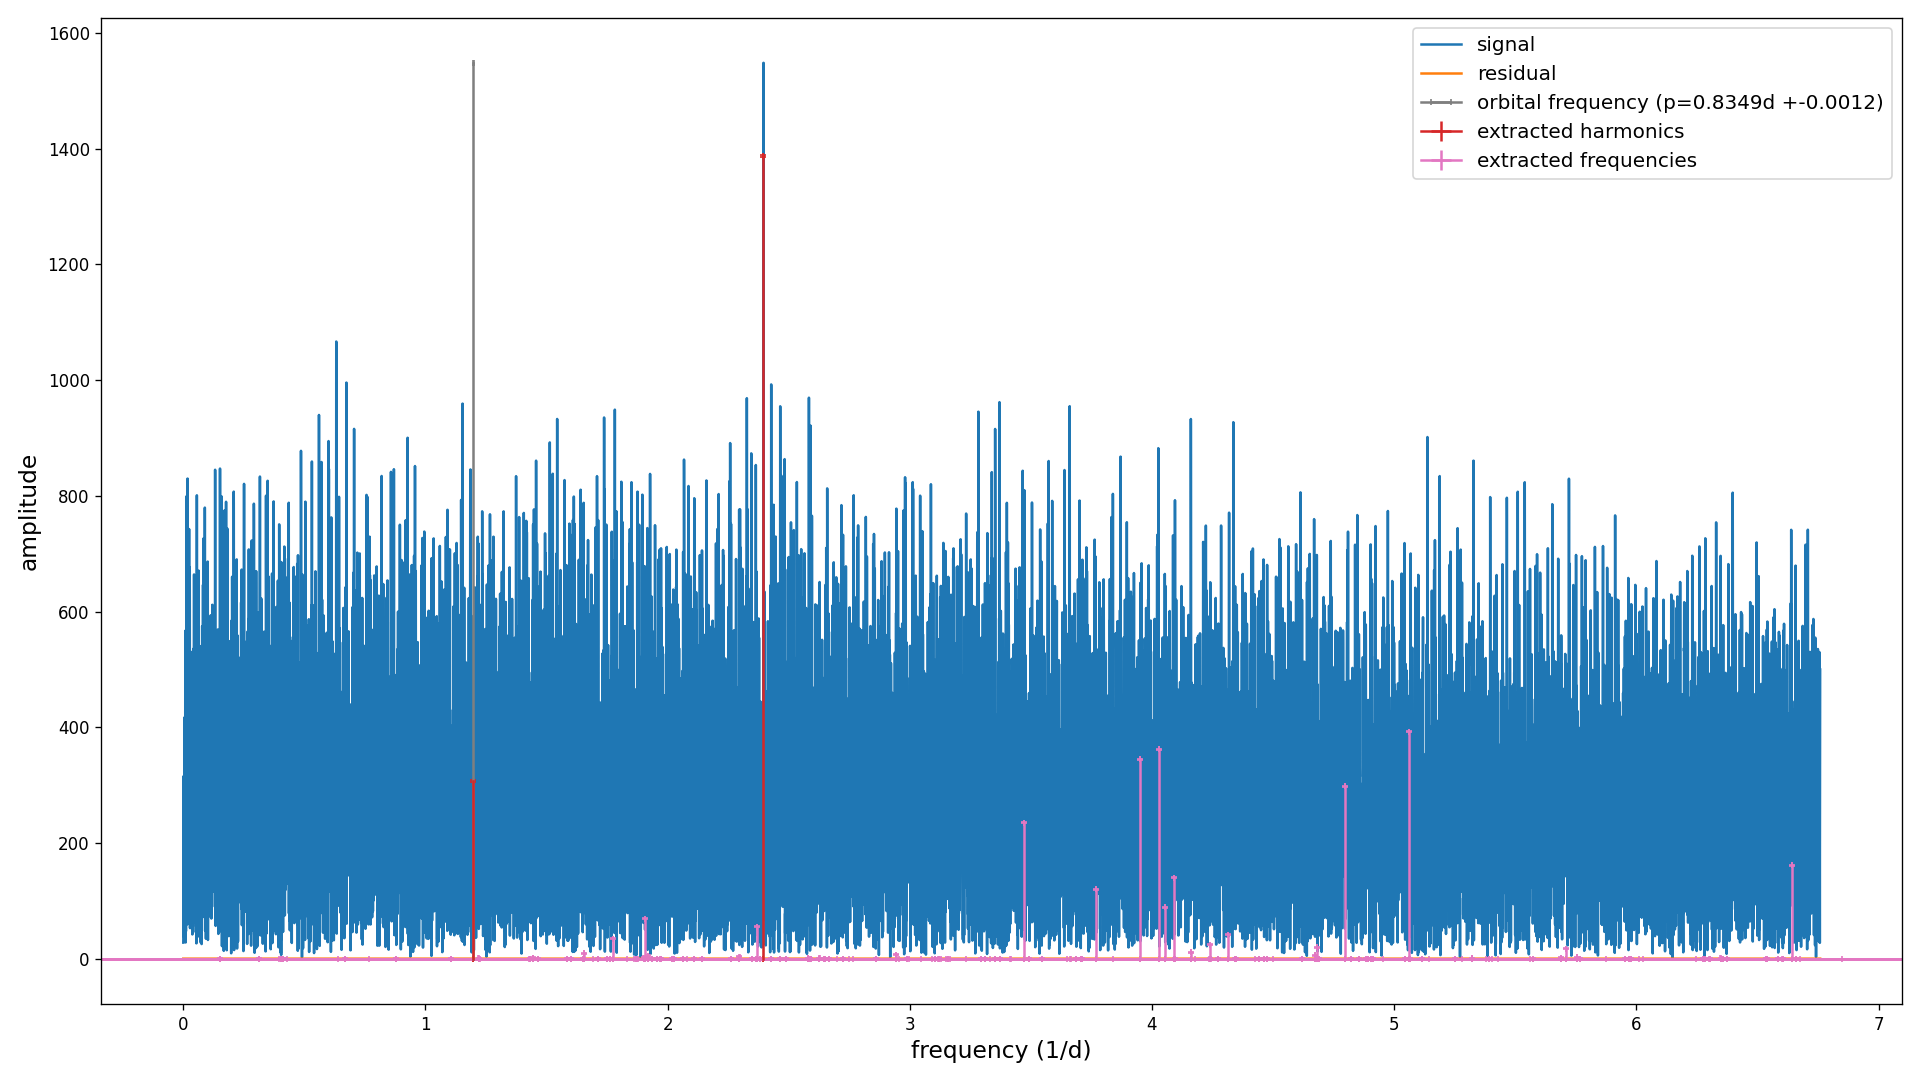 1600
1400
1200
1000
800
600
400
200
0
amplitude
signal
residual
orbital frequency (p=0.8349d +-0.0012)
extracted harmonics
extracted frequencies
0 1 2 3 4 5 6 7
frequency (1/d)